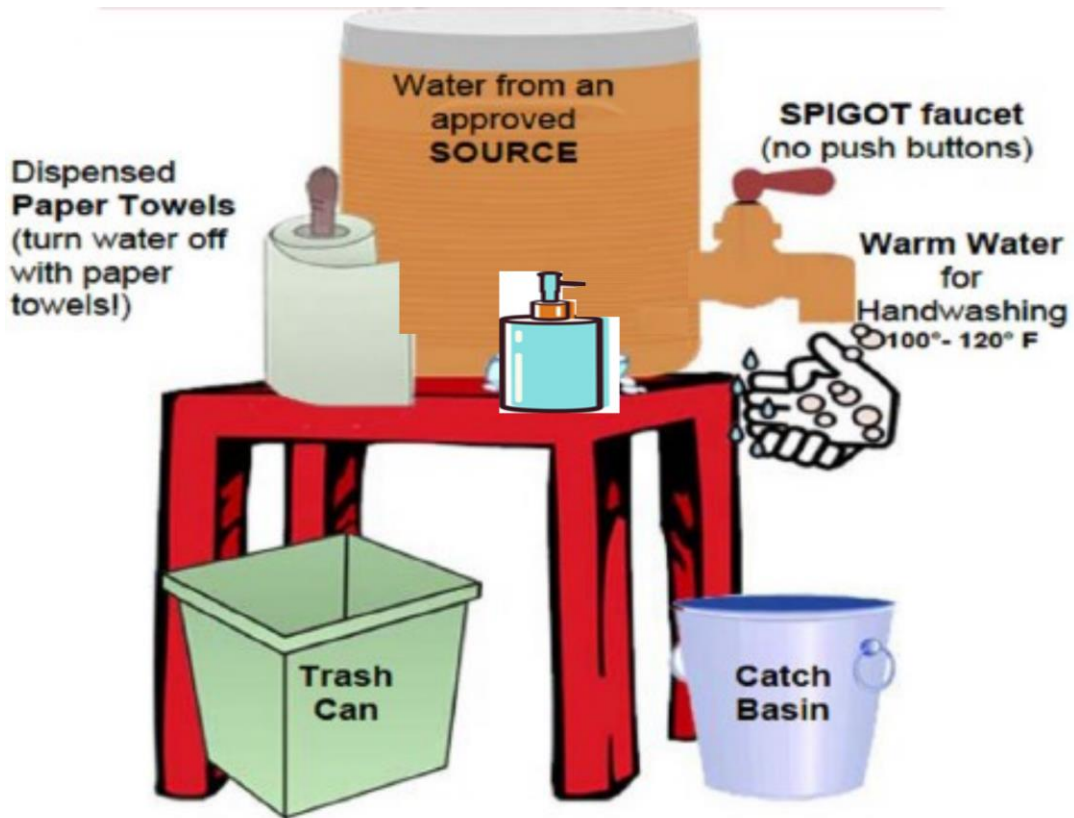 Water from an
approved
SOURCE
SPIGOT faucet
(no push buttons)
Dispensed
Paper Towels
(turn water off
with paper
towels!)
Warm Water
for
Handwashing
100°- 120° F
Trash
Can
Catch
Basin